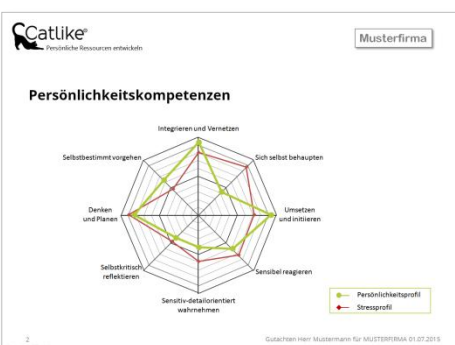 Catlike®
Persönliche Ressourcen entwickeln
Musterfirma
Persönlichkeitskompetenzen
Integrieren und Vernetzen
Selbstbestimmt vorgehen
Sich selbst behaupten
Denken
und Planen
Umsetzen
und initiieren
Selbstkritisch
reflektieren
Sensibel reagieren
Sensitiv-detailorientiert
wahrnehmen
Persönlichkeitsprofil
Stressprofil
2
Gutachten Herr Mustermann für MUSTERFIRMA 01.07.2019